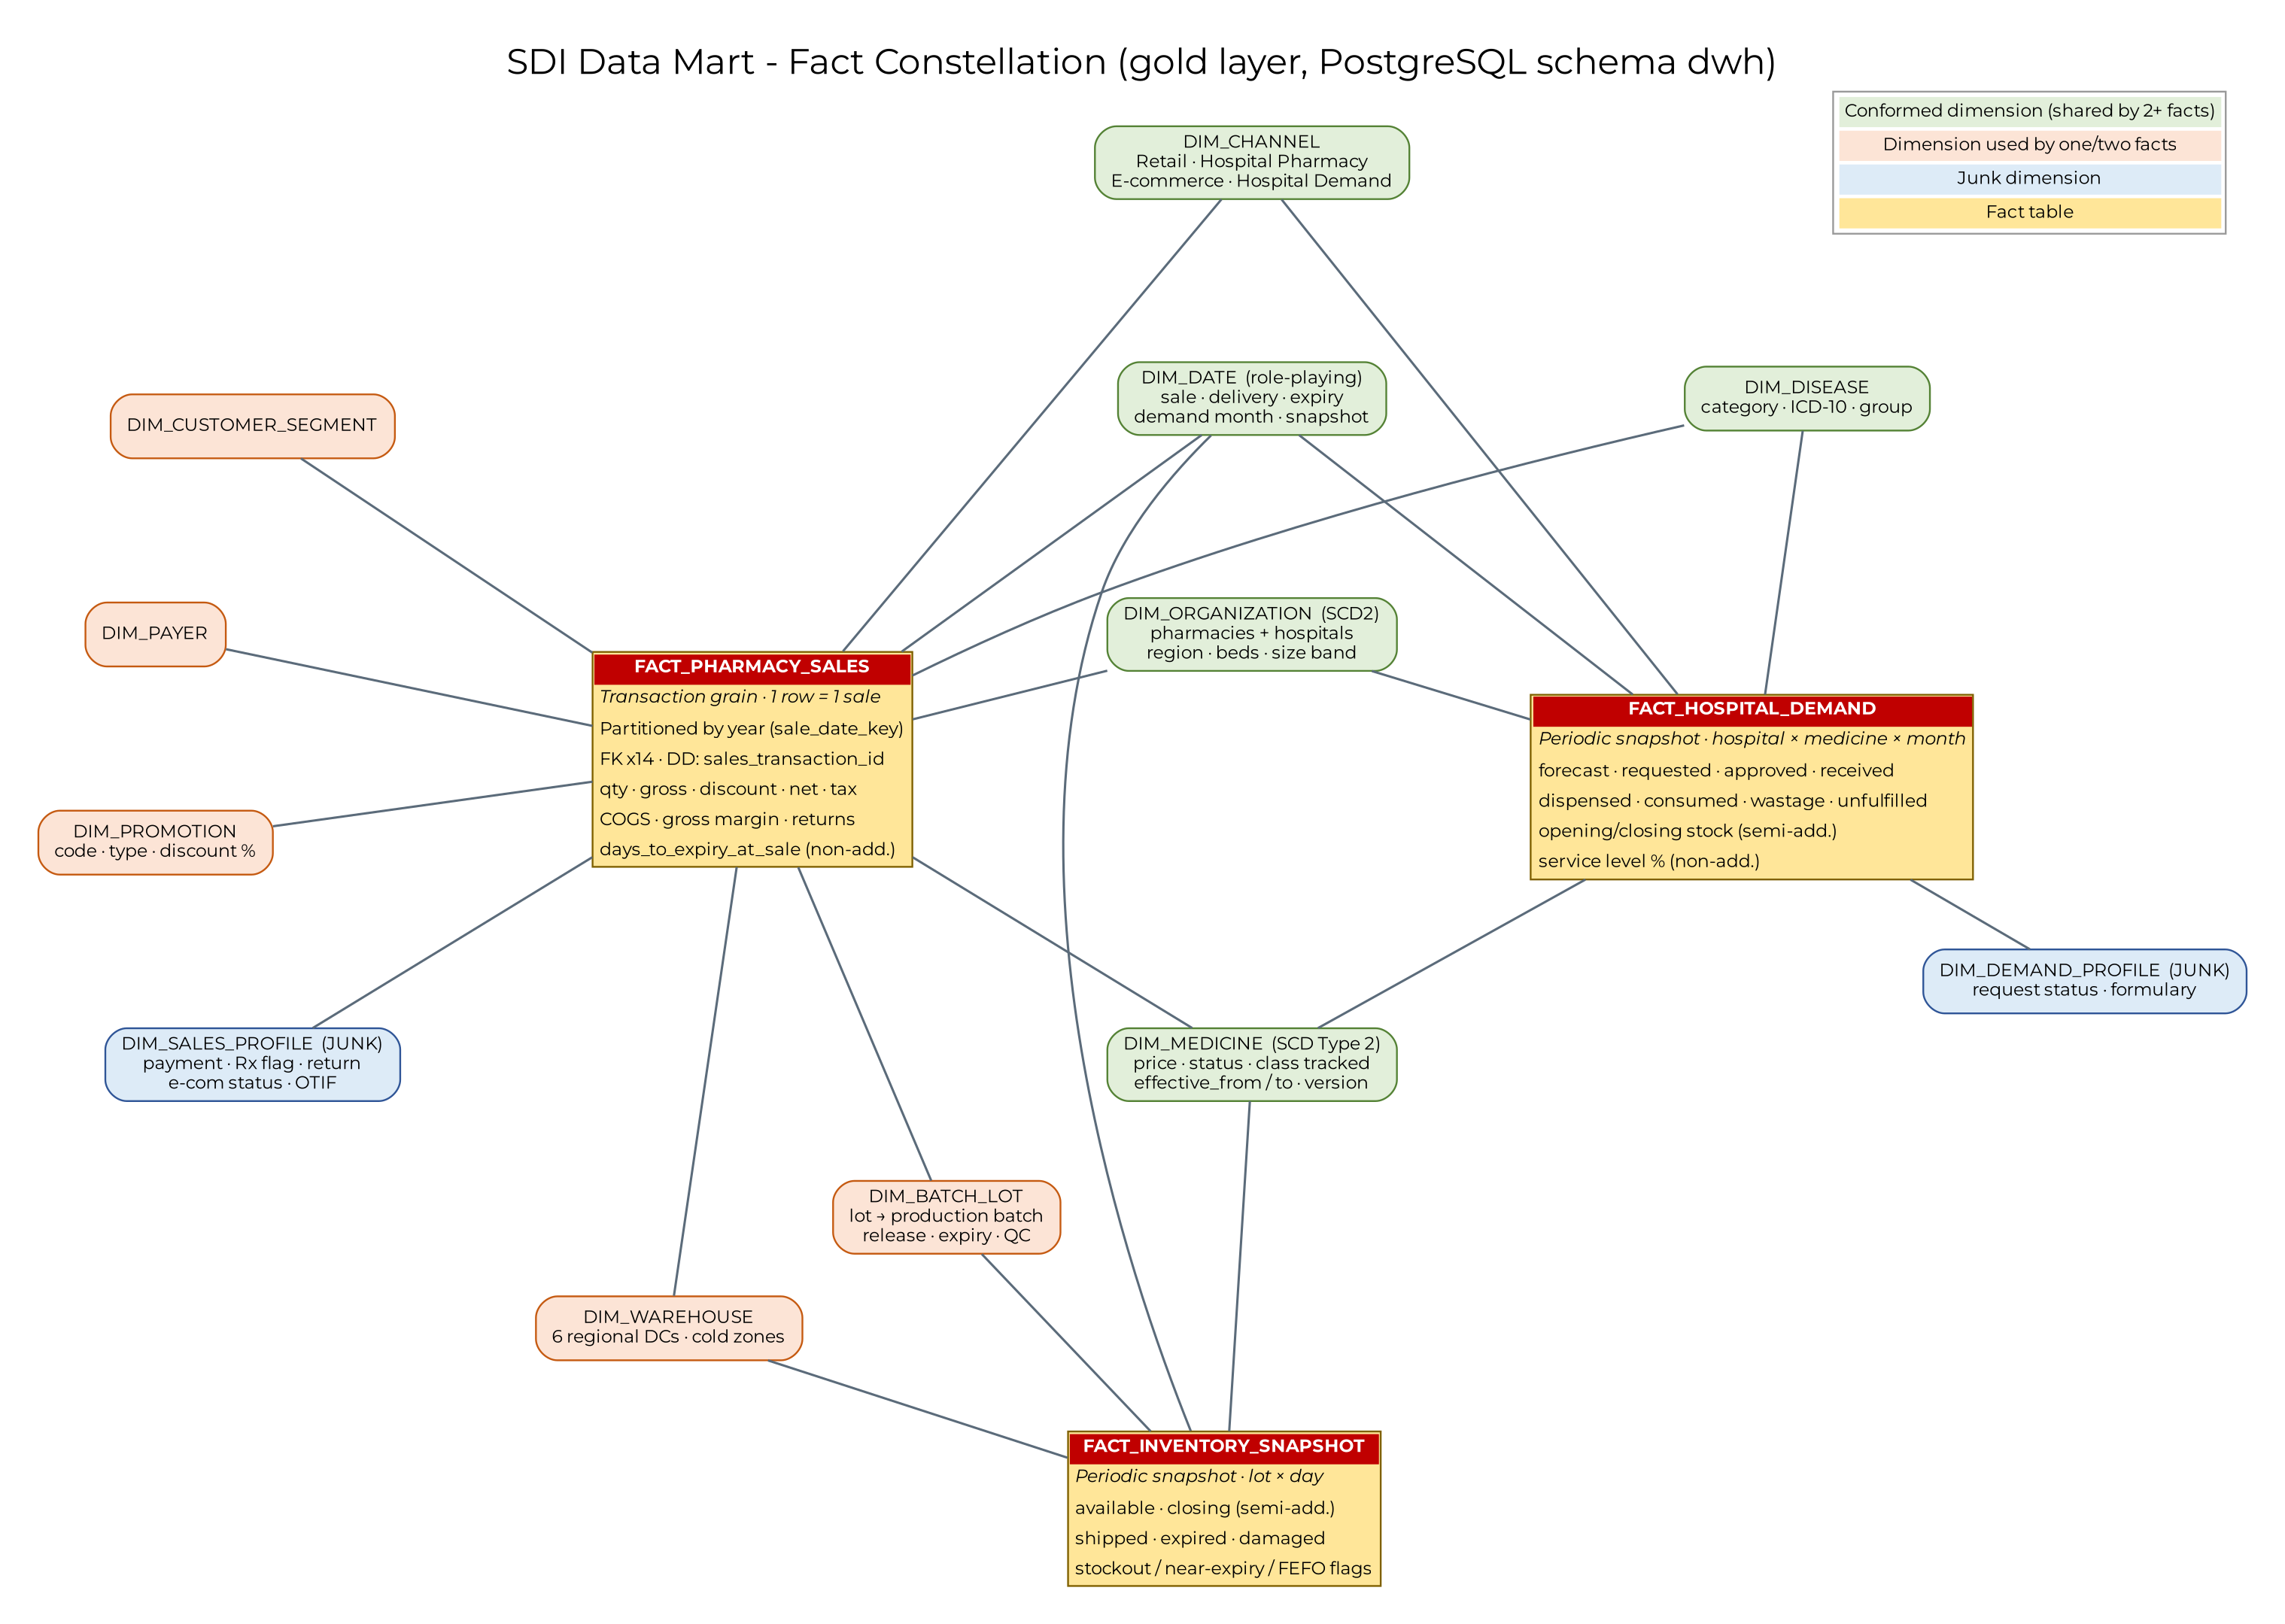 SDI Data Mart - Fact Constellation (gold layer, PostgreSQL schema dwh)
Conformed dimension (shared by 2+ facts)
Dimension used by one/two facts
Junk dimension
Fact table
DIM_CHANNEL
Retail · Hospital Pharmacy
E-commerce · Hospital Demand
DIM_DATE (role-playing)
sale · delivery · expiry
demand month · snapshot
DIM_DISEASE
category · ICD-10 · group
DIM_CUSTOMER_SEGMENT
DIM_PAYER
DIM_ORGANIZATION (SCD2)
pharmacies + hospitals
region · beds · size band
FACT_PHARMACY_SALES
Transaction grain · 1 row = 1 sale
Partitioned by year (sale_date_key)
FK x14 · DD: sales_transaction_id
qty · gross · discount · net · tax
COGS · gross margin · returns
days_to_expiry_at_sale (non-add.)
FACT_HOSPITAL_DEMAND
Periodic snapshot · hospital × medicine × month
forecast · requested · approved · received
dispensed · consumed · wastage · unfulfilled
opening/closing stock (semi-add.)
service level % (non-add.)
DIM_PROMOTION
code · type · discount %
DIM_DEMAND_PROFILE (JUNK)
request status · formulary
DIM_SALES_PROFILE (JUNK)
payment · Rx flag · return
e-com status · OTIF
DIM_MEDICINE (SCD Type 2)
price · status · class tracked
effective_from / to · version
DIM_BATCH_LOT
lot → production batch
release · expiry · QC
DIM_WAREHOUSE
6 regional DCs · cold zones
FACT_INVENTORY_SNAPSHOT
Periodic snapshot · lot × day
available · closing (semi-add.)
shipped · expired · damaged
stockout / near-expiry / FEFO flags